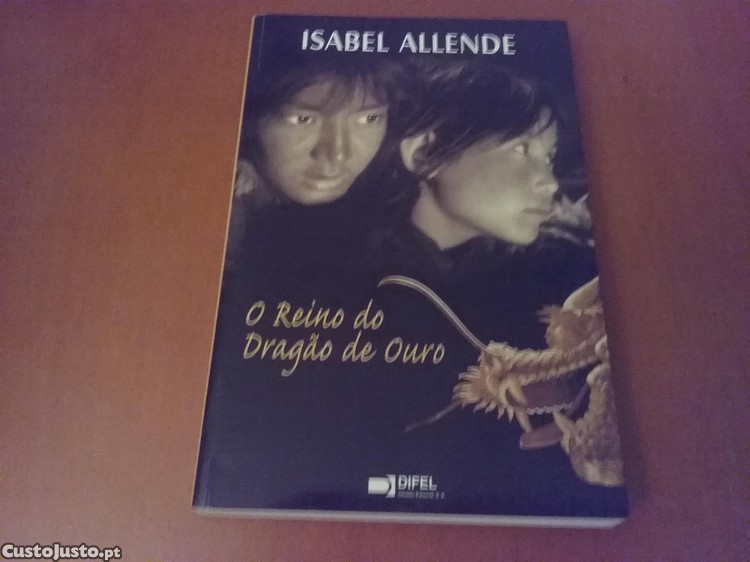 ISABEL ALLENDE
O Reino do
Dragão de Ouro
DIFEL
CustoJusto.pt